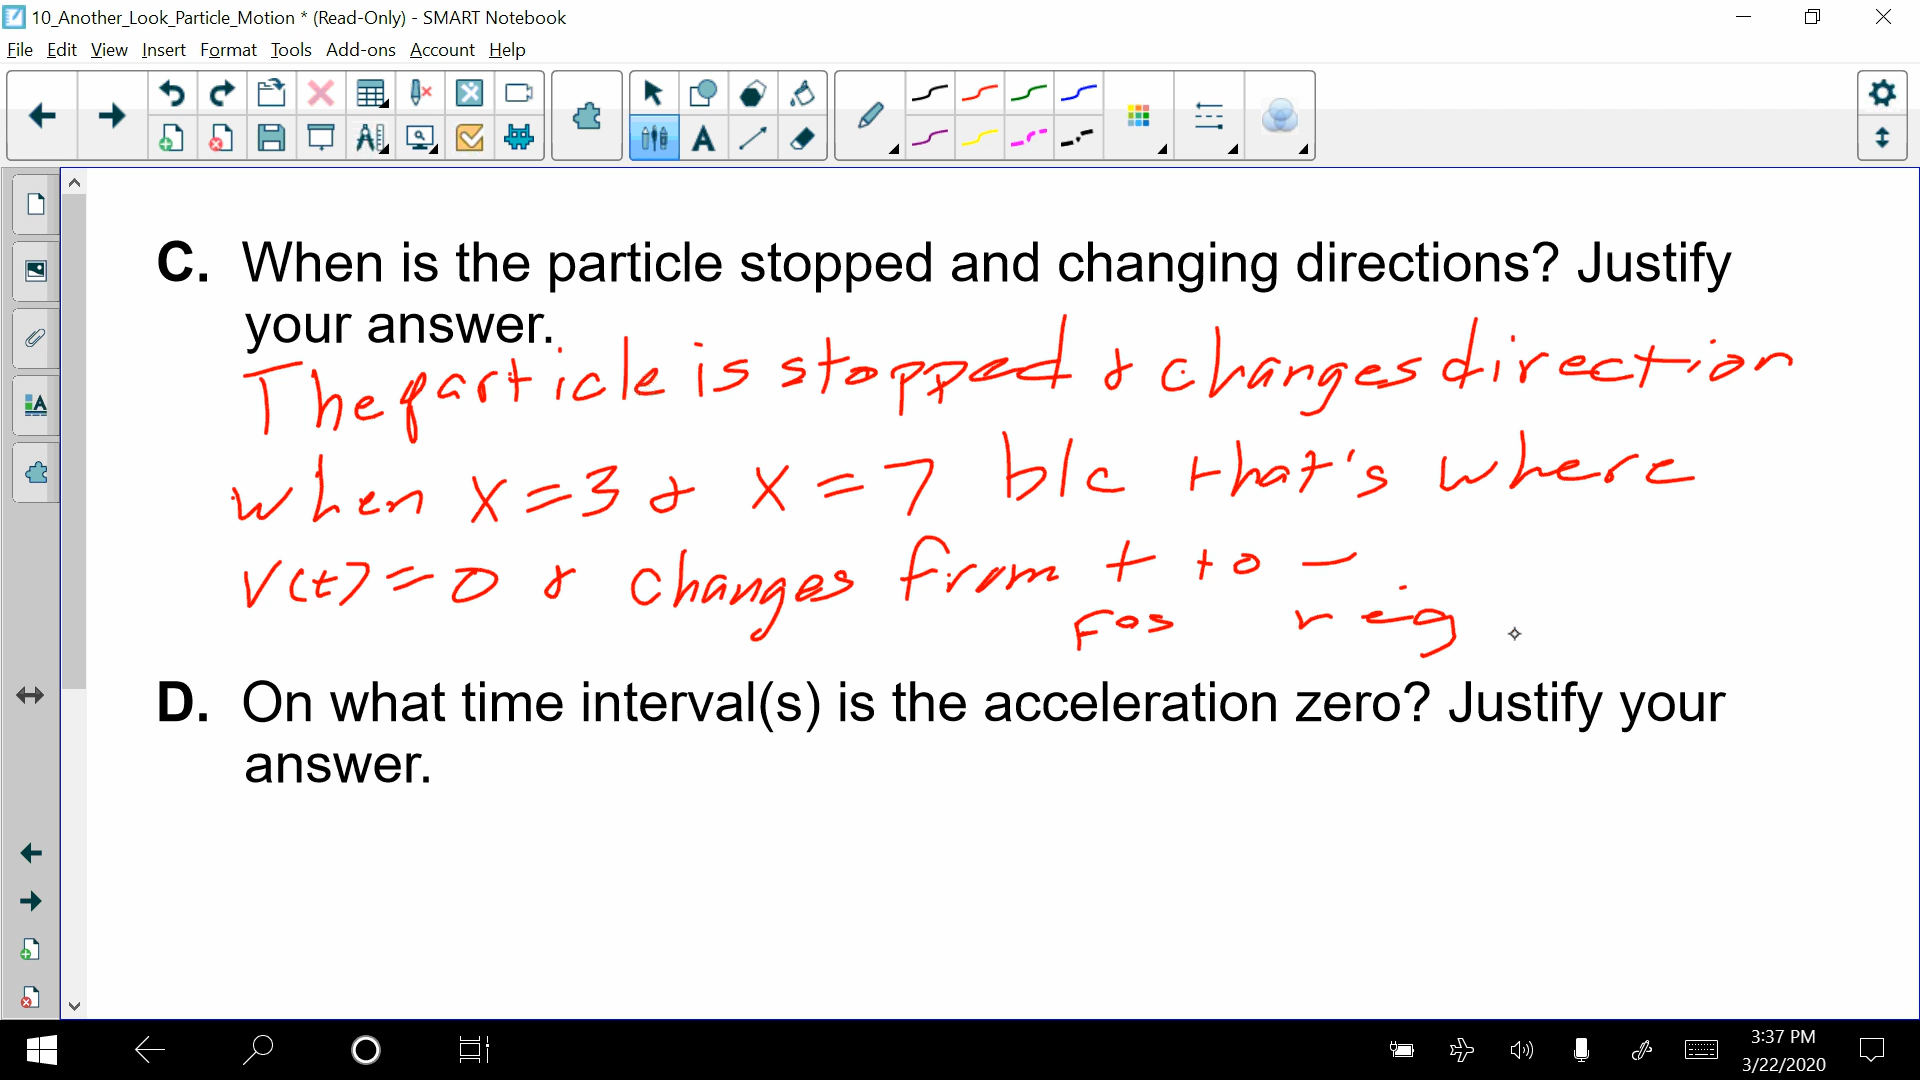 10_Another_Look_Particle_Motion * (Read-Only) - SMART Notebook
File Edit View Insert Format Tools Add-ons Account Help
C. When is the particle stopped and changing directions? Justify
your answer.
The particle is stopped & changes direction
when x = 3 & x = 7 b/c that's where
v(t) = 0 & changes from + to –
Pos neg
D. On what time interval(s) is the acceleration zero? Justify your
answer.
3:37 PM
3/22/2020